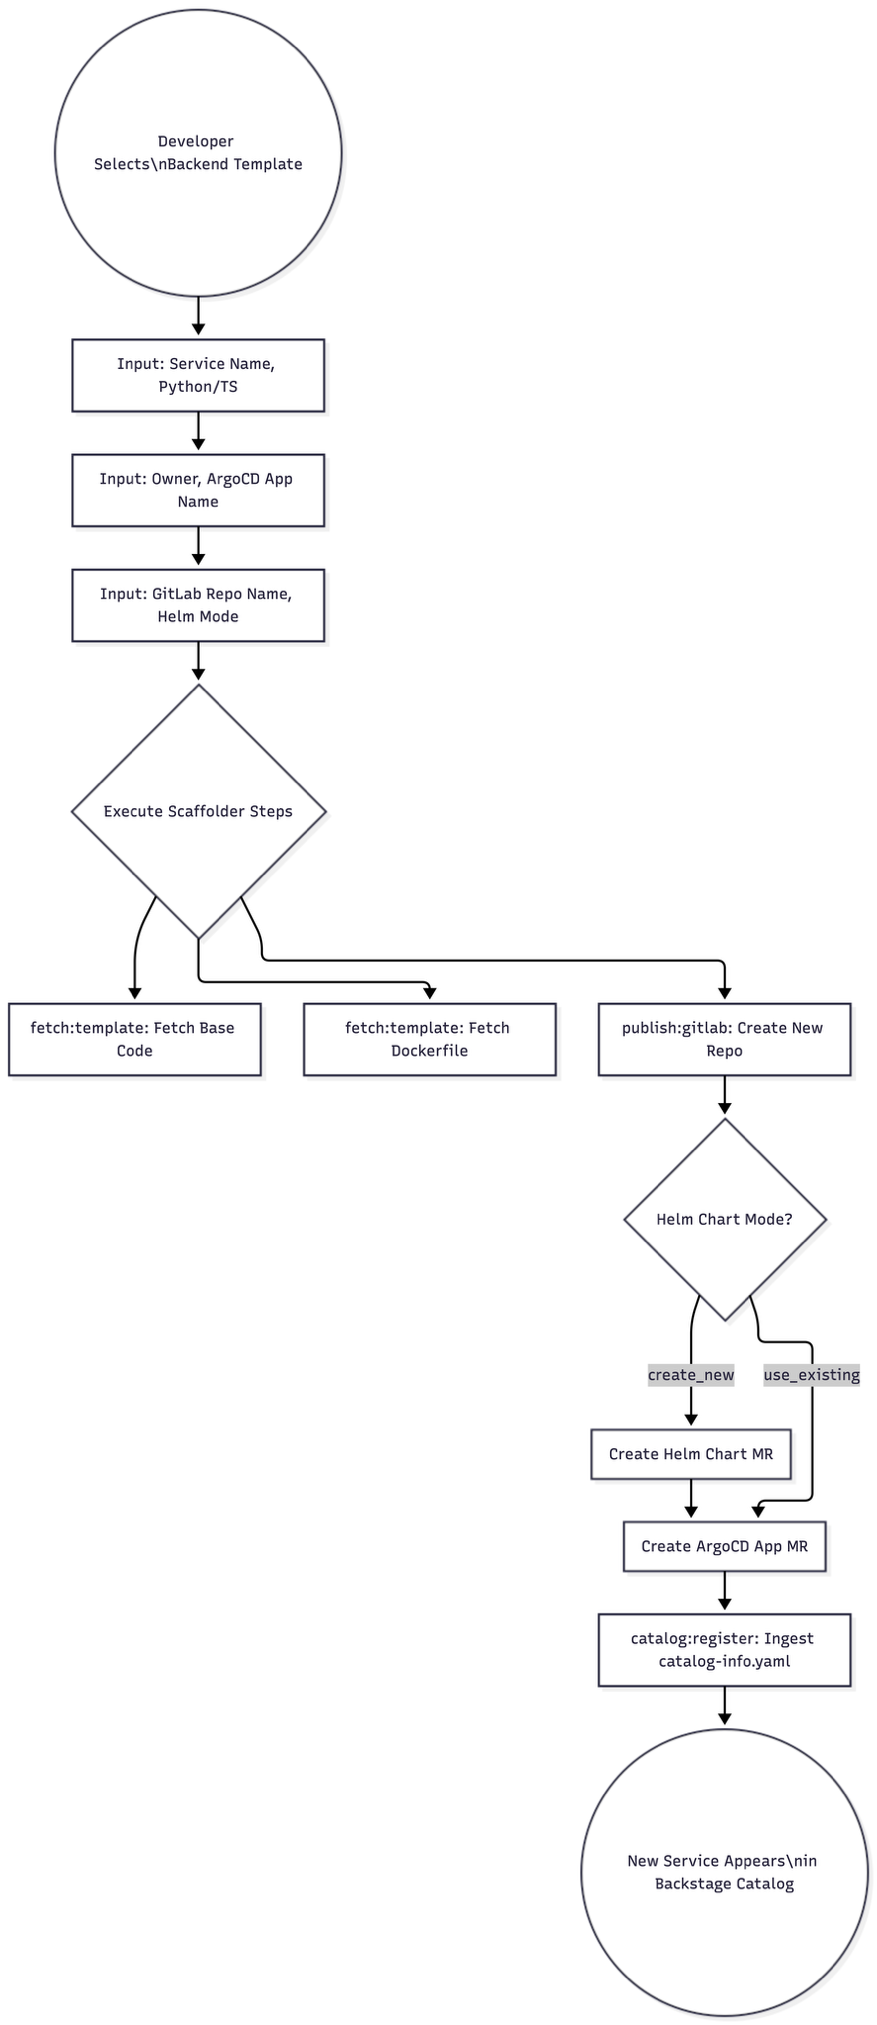 Developer
Selects\nBackend Template
Input: Service Name,
Python/TS
Input: Owner, ArgoCD App
Name
Input: GitLab Repo Name,
Helm Mode
Execute Scaffolder Steps
fetch:template: Fetch Base
Code
fetch:template: Fetch
Dockerfile
publish:gitlab: Create New
Repo
Helm Chart Mode?
create_new
use_existing
Create Helm Chart MR
Create ArgoCD App MR
catalog:register: Ingest
catalog-info.yaml
New Service Appears\nin
Backstage Catalog